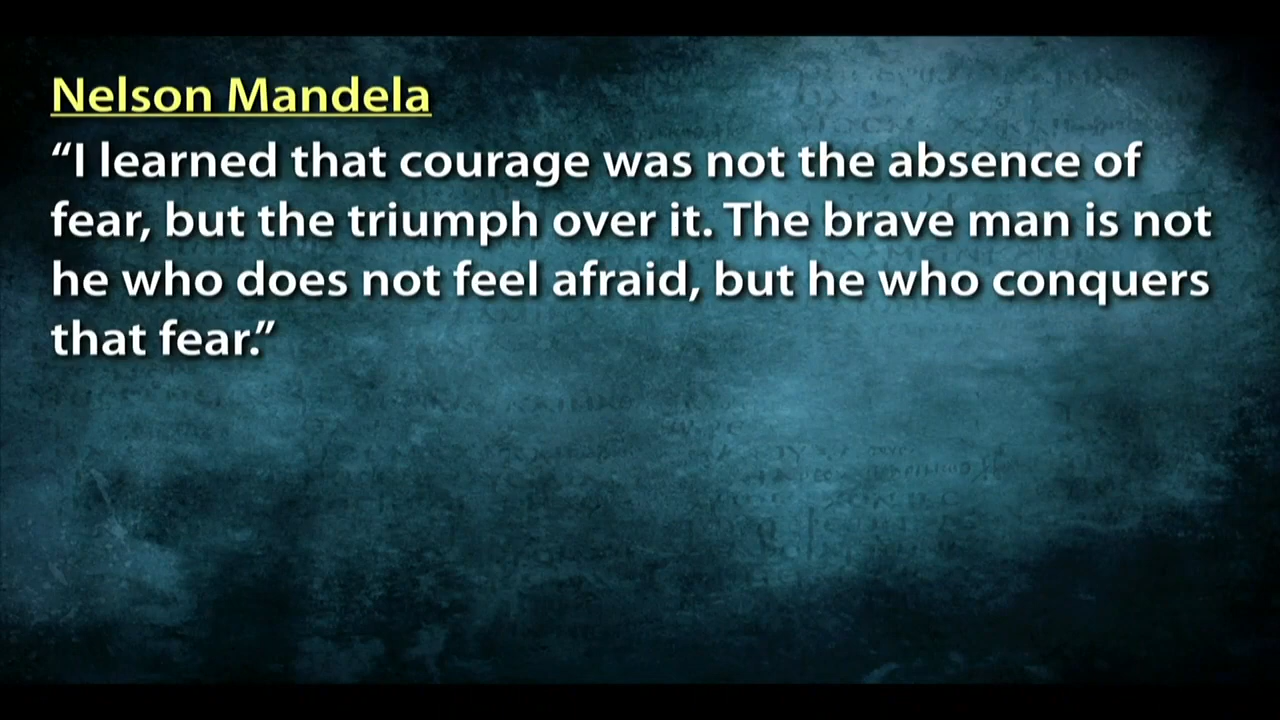 Nelson Mandela
“I learned that courage was not the absence of
fear, but the triumph over it. The brave man is not
he who does not feel afraid, but he who conquers
that fear.”